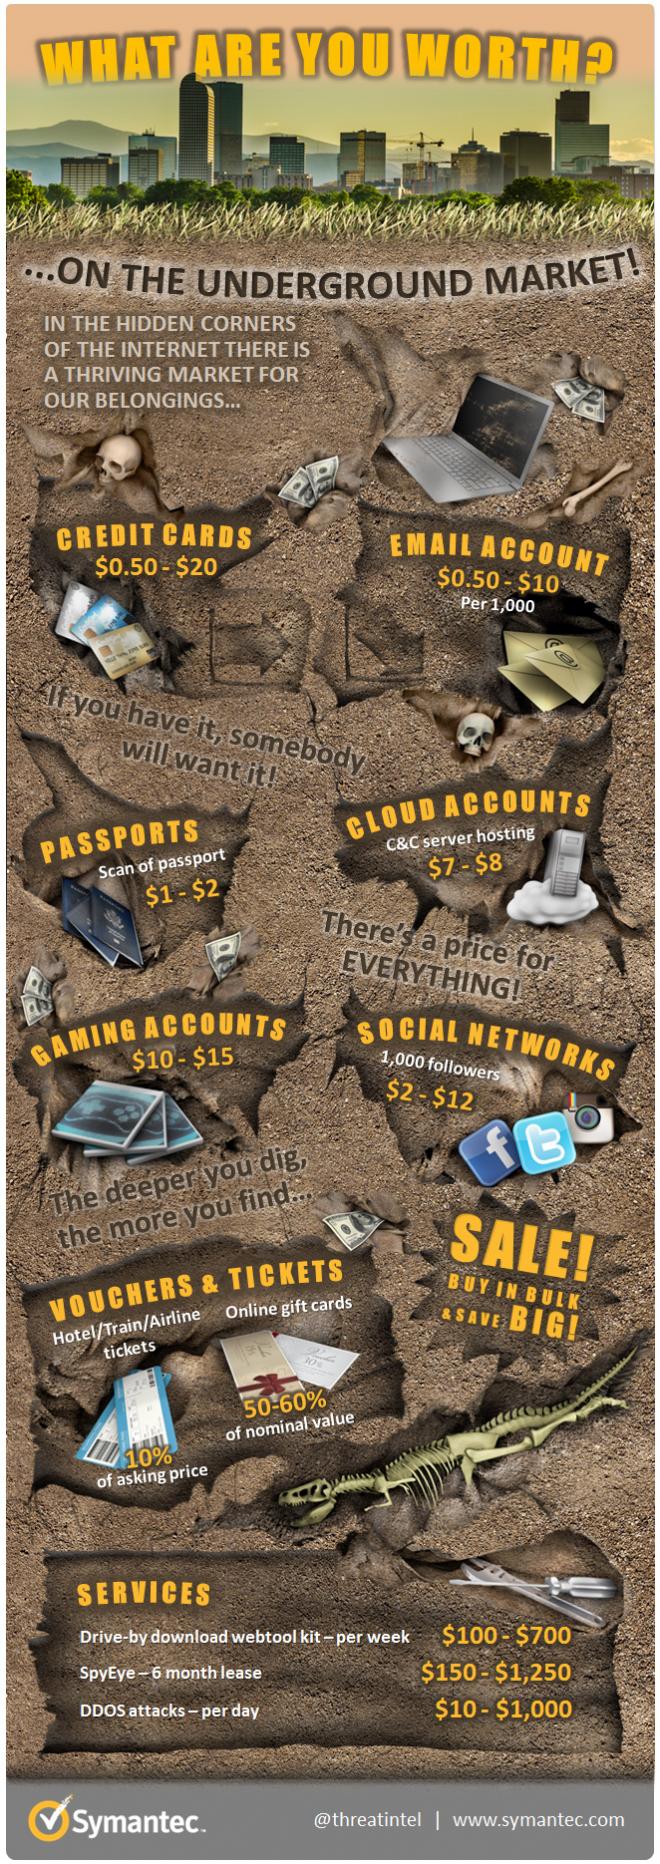 WHAT ARE YOU WORTH?
...ON THE UNDERGROUND MARKET!
IN THE HIDDEN CORNERS
OF THE INTERNET THERE IS
A THRIVING MARKET FOR
OUR BELONGINGS...
CREDIT CARDS
$0.50 - $20
EMAIL ACCOUNT
$0.50 - $10
Per 1,000
If you have it, somebody
will want it!
PASSPORTS
Scan of passport
$1 - $2
CLOUD ACCOUNTS
C&C server hosting
$7 - $8
There's a price for
EVERYTHING!
GAMING ACCOUNTS
$10 - $15
SOCIAL NETWORKS
1,000 followers
$2 - $12
The deeper you dig,
the more you find...
SALE!
BUY IN BULK
& SAVE: BIG!
VOUCHERS & TICKETS
Hotel/Train/Airline
tickets
10%
of asking price
Online gift cards
50-60%
of nominal value
SERVICES
Drive-by download webtool kit – per week $100 - $700
SpyEye – 6 month lease $150 - $1,250
DDOS attacks – per day $10 - $1,000
Symantec.
@threatintel | www.symantec.com